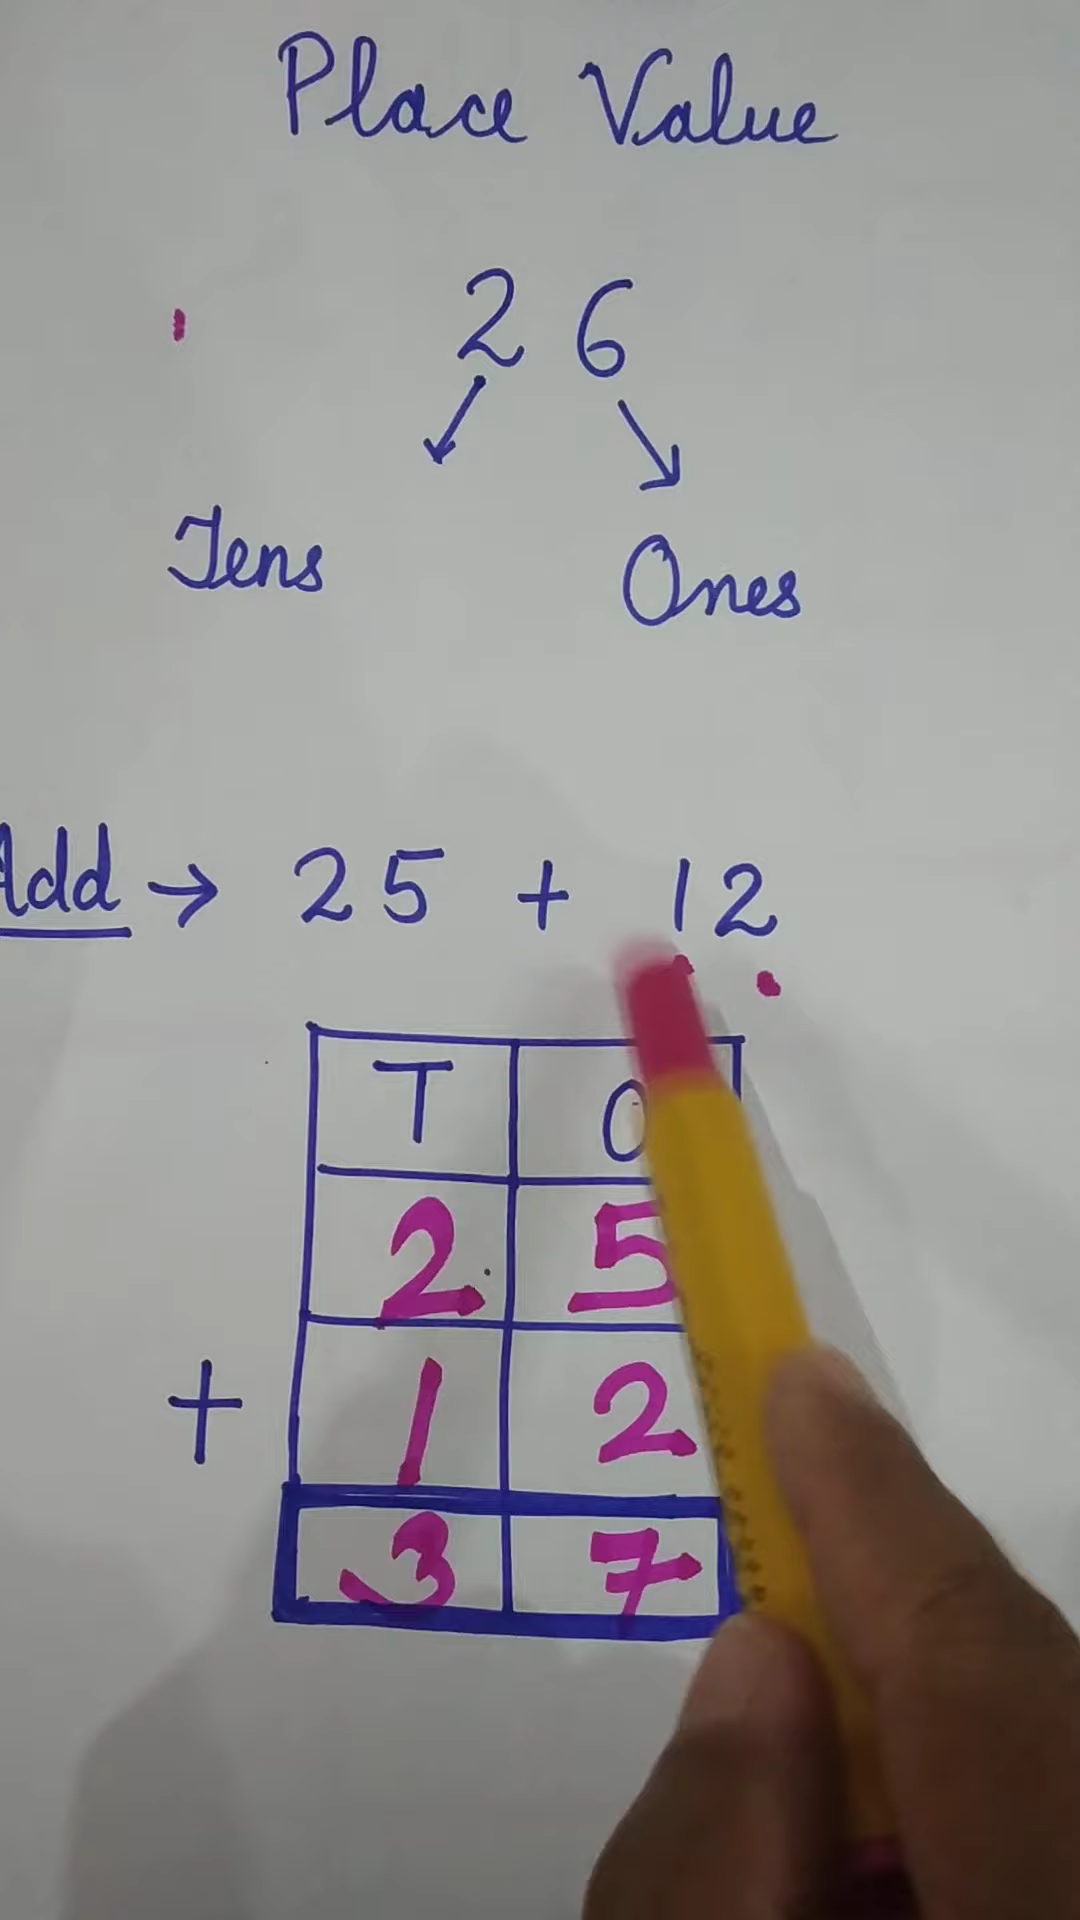 Place Value
2 6
Tens Ones
Add → 25 + 12
T O
2 5
+ 1 2
3 7